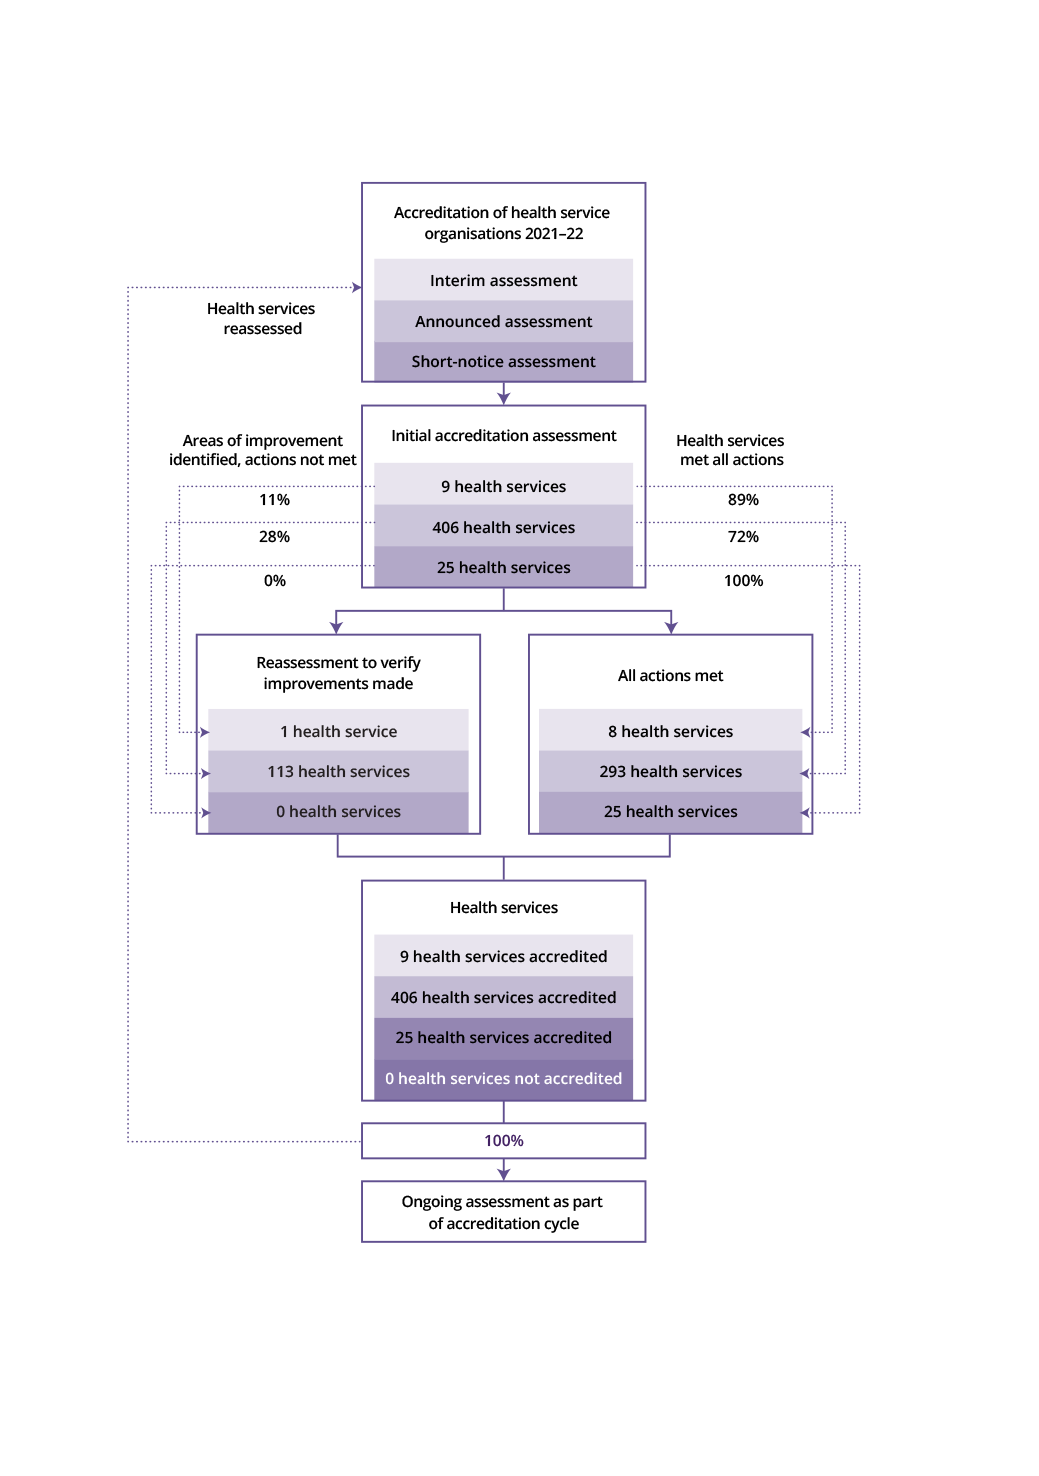 Accreditation of health service
organisations 2021–22
Interim assessment
Announced assessment
Short-notice assessment
Health services
reassessed
Areas of improvement
identified, actions not met
Initial accreditation assessment
Health services
met all actions
9 health services
11%
89%
406 health services
28%
72%
25 health services
0%
100%
Reassessment to verify
improvements made
1 health service
113 health services
0 health services
All actions met
8 health services
293 health services
25 health services
Health services
9 health services accredited
406 health services accredited
25 health services accredited
0 health services not accredited
100%
Ongoing assessment as part
of accreditation cycle